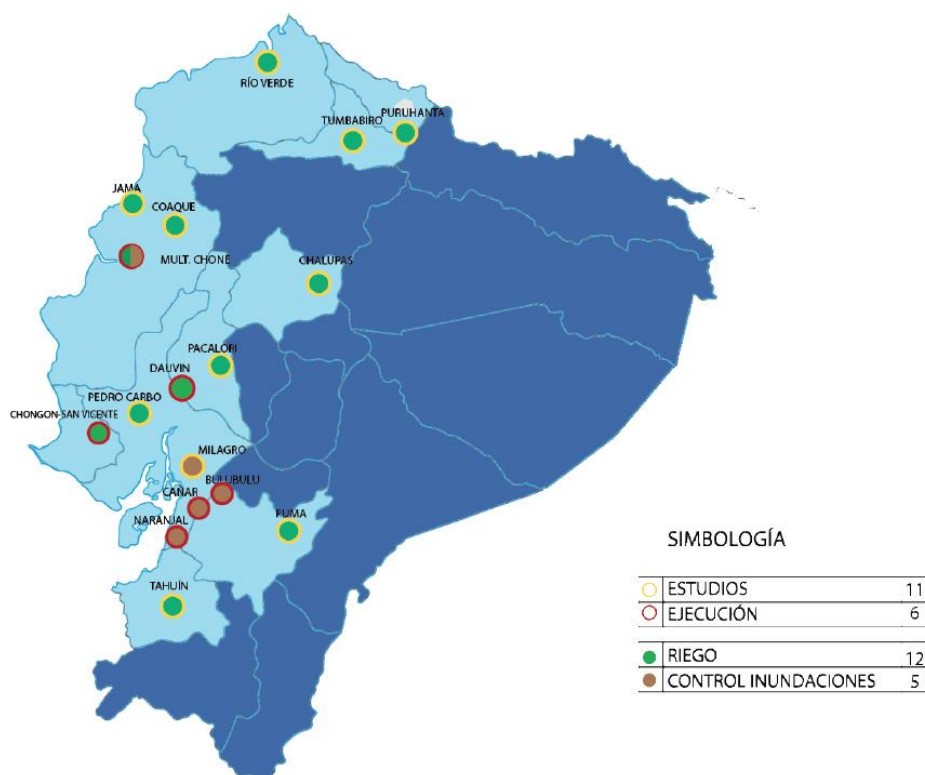 RÍO VERDE
PURUHANTA
TUMBABIRO
JAMA
COAQUE
MULT. CHONE
CHALUPAS
PACALORI
DAUVIN
PEDRO CARBO
CHONGON-SAN VICENTE
MILAGRO
BULUBULU
CAÑAR
NARANJAL
PUMA
TAHUÍN
SIMBOLOGÍA
ESTUDIOS 11
EJECUCIÓN 6
RIEGO 12
CONTROL INUNDACIONES 5